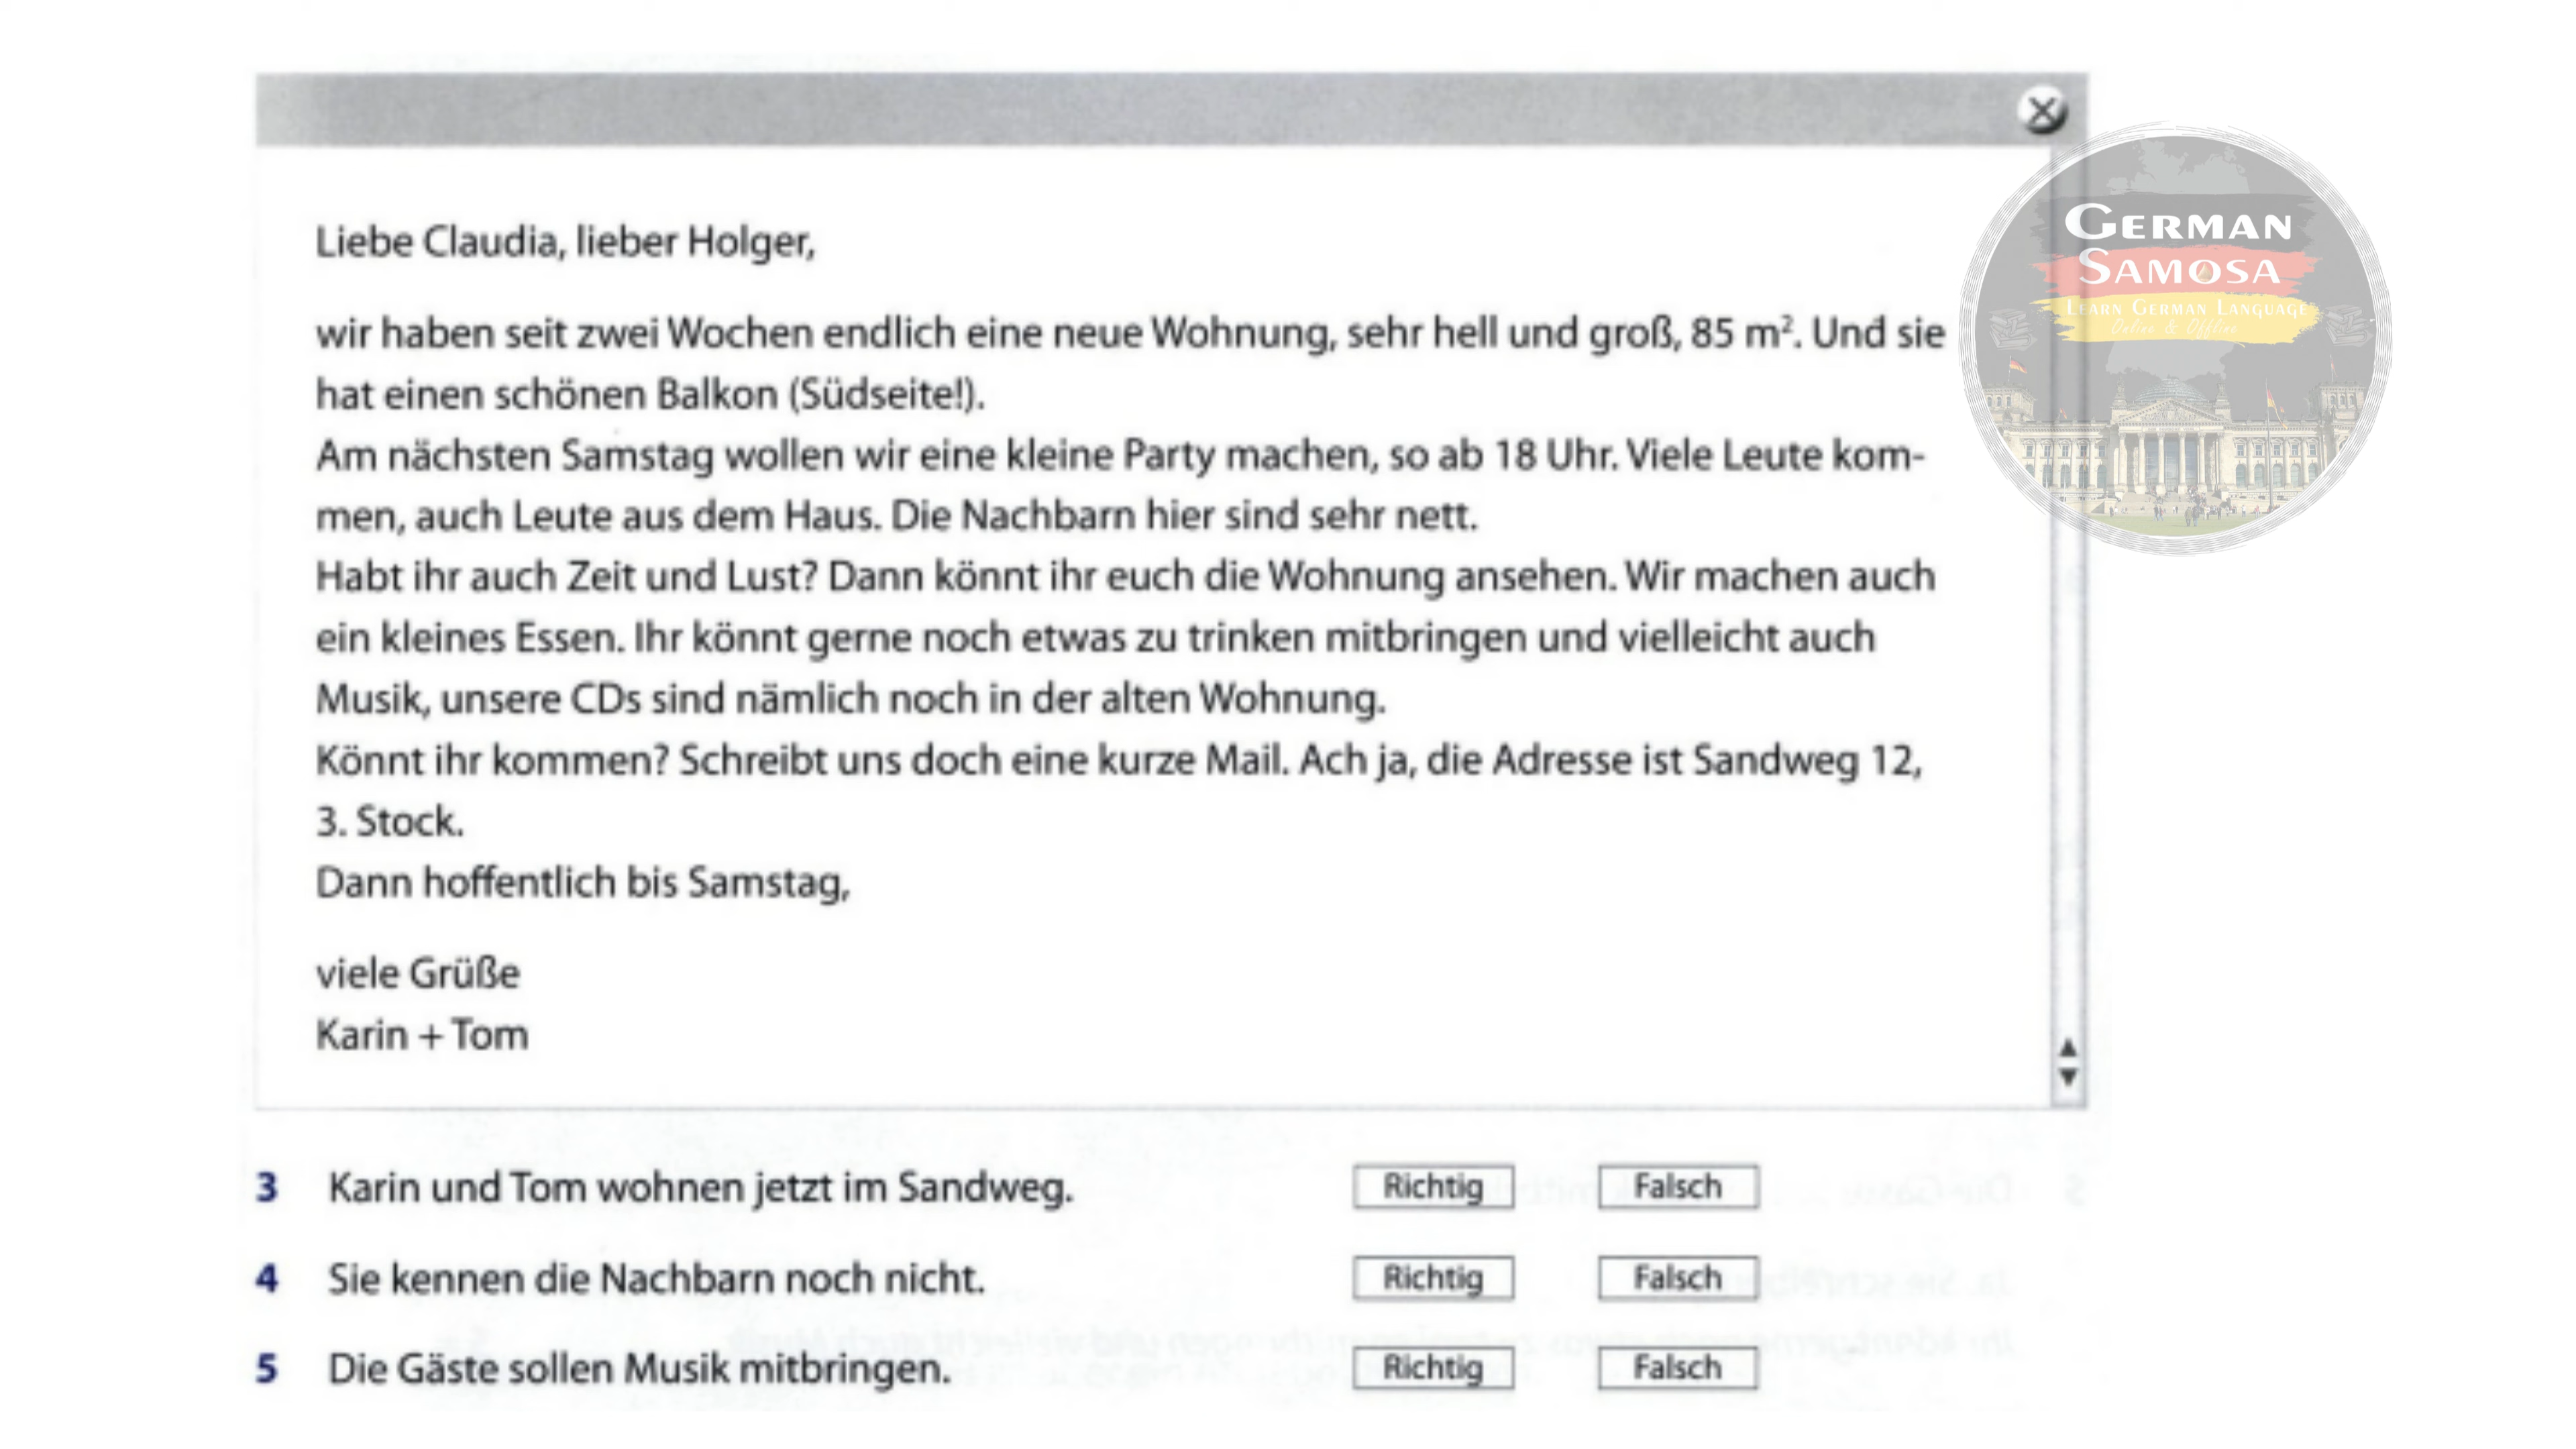 Liebe Claudia, lieber Holger,
wir haben seit zwei Wochen endlich eine neue Wohnung, sehr hell und groß, 85 m². Und sie
hat einen schönen Balkon (Südseite!).
Am nächsten Samstag wollen wir eine kleine Party machen, so ab 18 Uhr. Viele Leute kom-
men, auch Leute aus dem Haus. Die Nachbarn hier sind sehr nett.
Habt ihr auch Zeit und Lust? Dann könnt ihr euch die Wohnung ansehen. Wir machen auch
ein kleines Essen. Ihr könnt gerne noch etwas zu trinken mitbringen und vielleicht auch
Musik, unsere CDs sind nämlich noch in der alten Wohnung.
Könnt ihr kommen? Schreibt uns doch eine kurze Mail. Ach ja, die Adresse ist Sandweg 12,
3. Stock.
Dann hoffentlich bis Samstag,
viele Grüße
Karin + Tom
GERMAN
SAMOSA
LEARN GERMAN LANGUAGE
Online & Offline
3 Karin und Tom wohnen jetzt im Sandweg. Richtig Falsch
4 Sie kennen die Nachbarn noch nicht. Richtig Falsch
5 Die Gäste sollen Musik mitbringen. Richtig Falsch